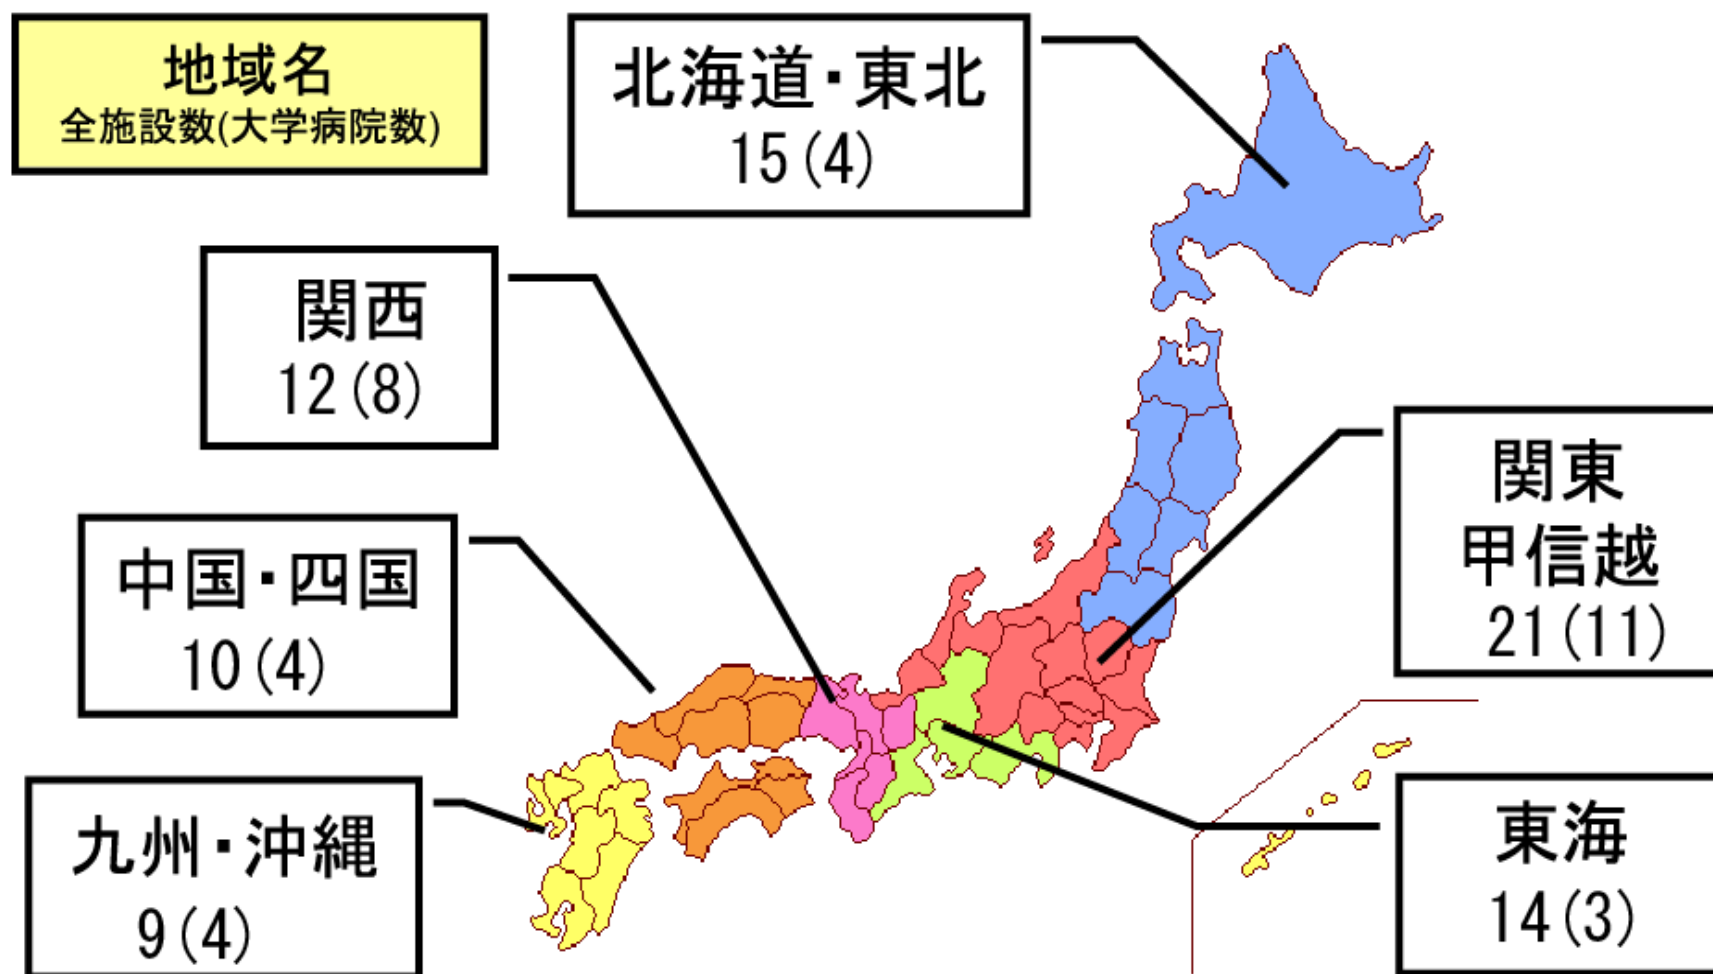 地域名
全施設数(大学病院数)
北海道・東北
15(4)
関西
12(8)
関東
甲信越
21(11)
中国・四国
10(4)
九州・沖縄
9(4)
東海
14(3)